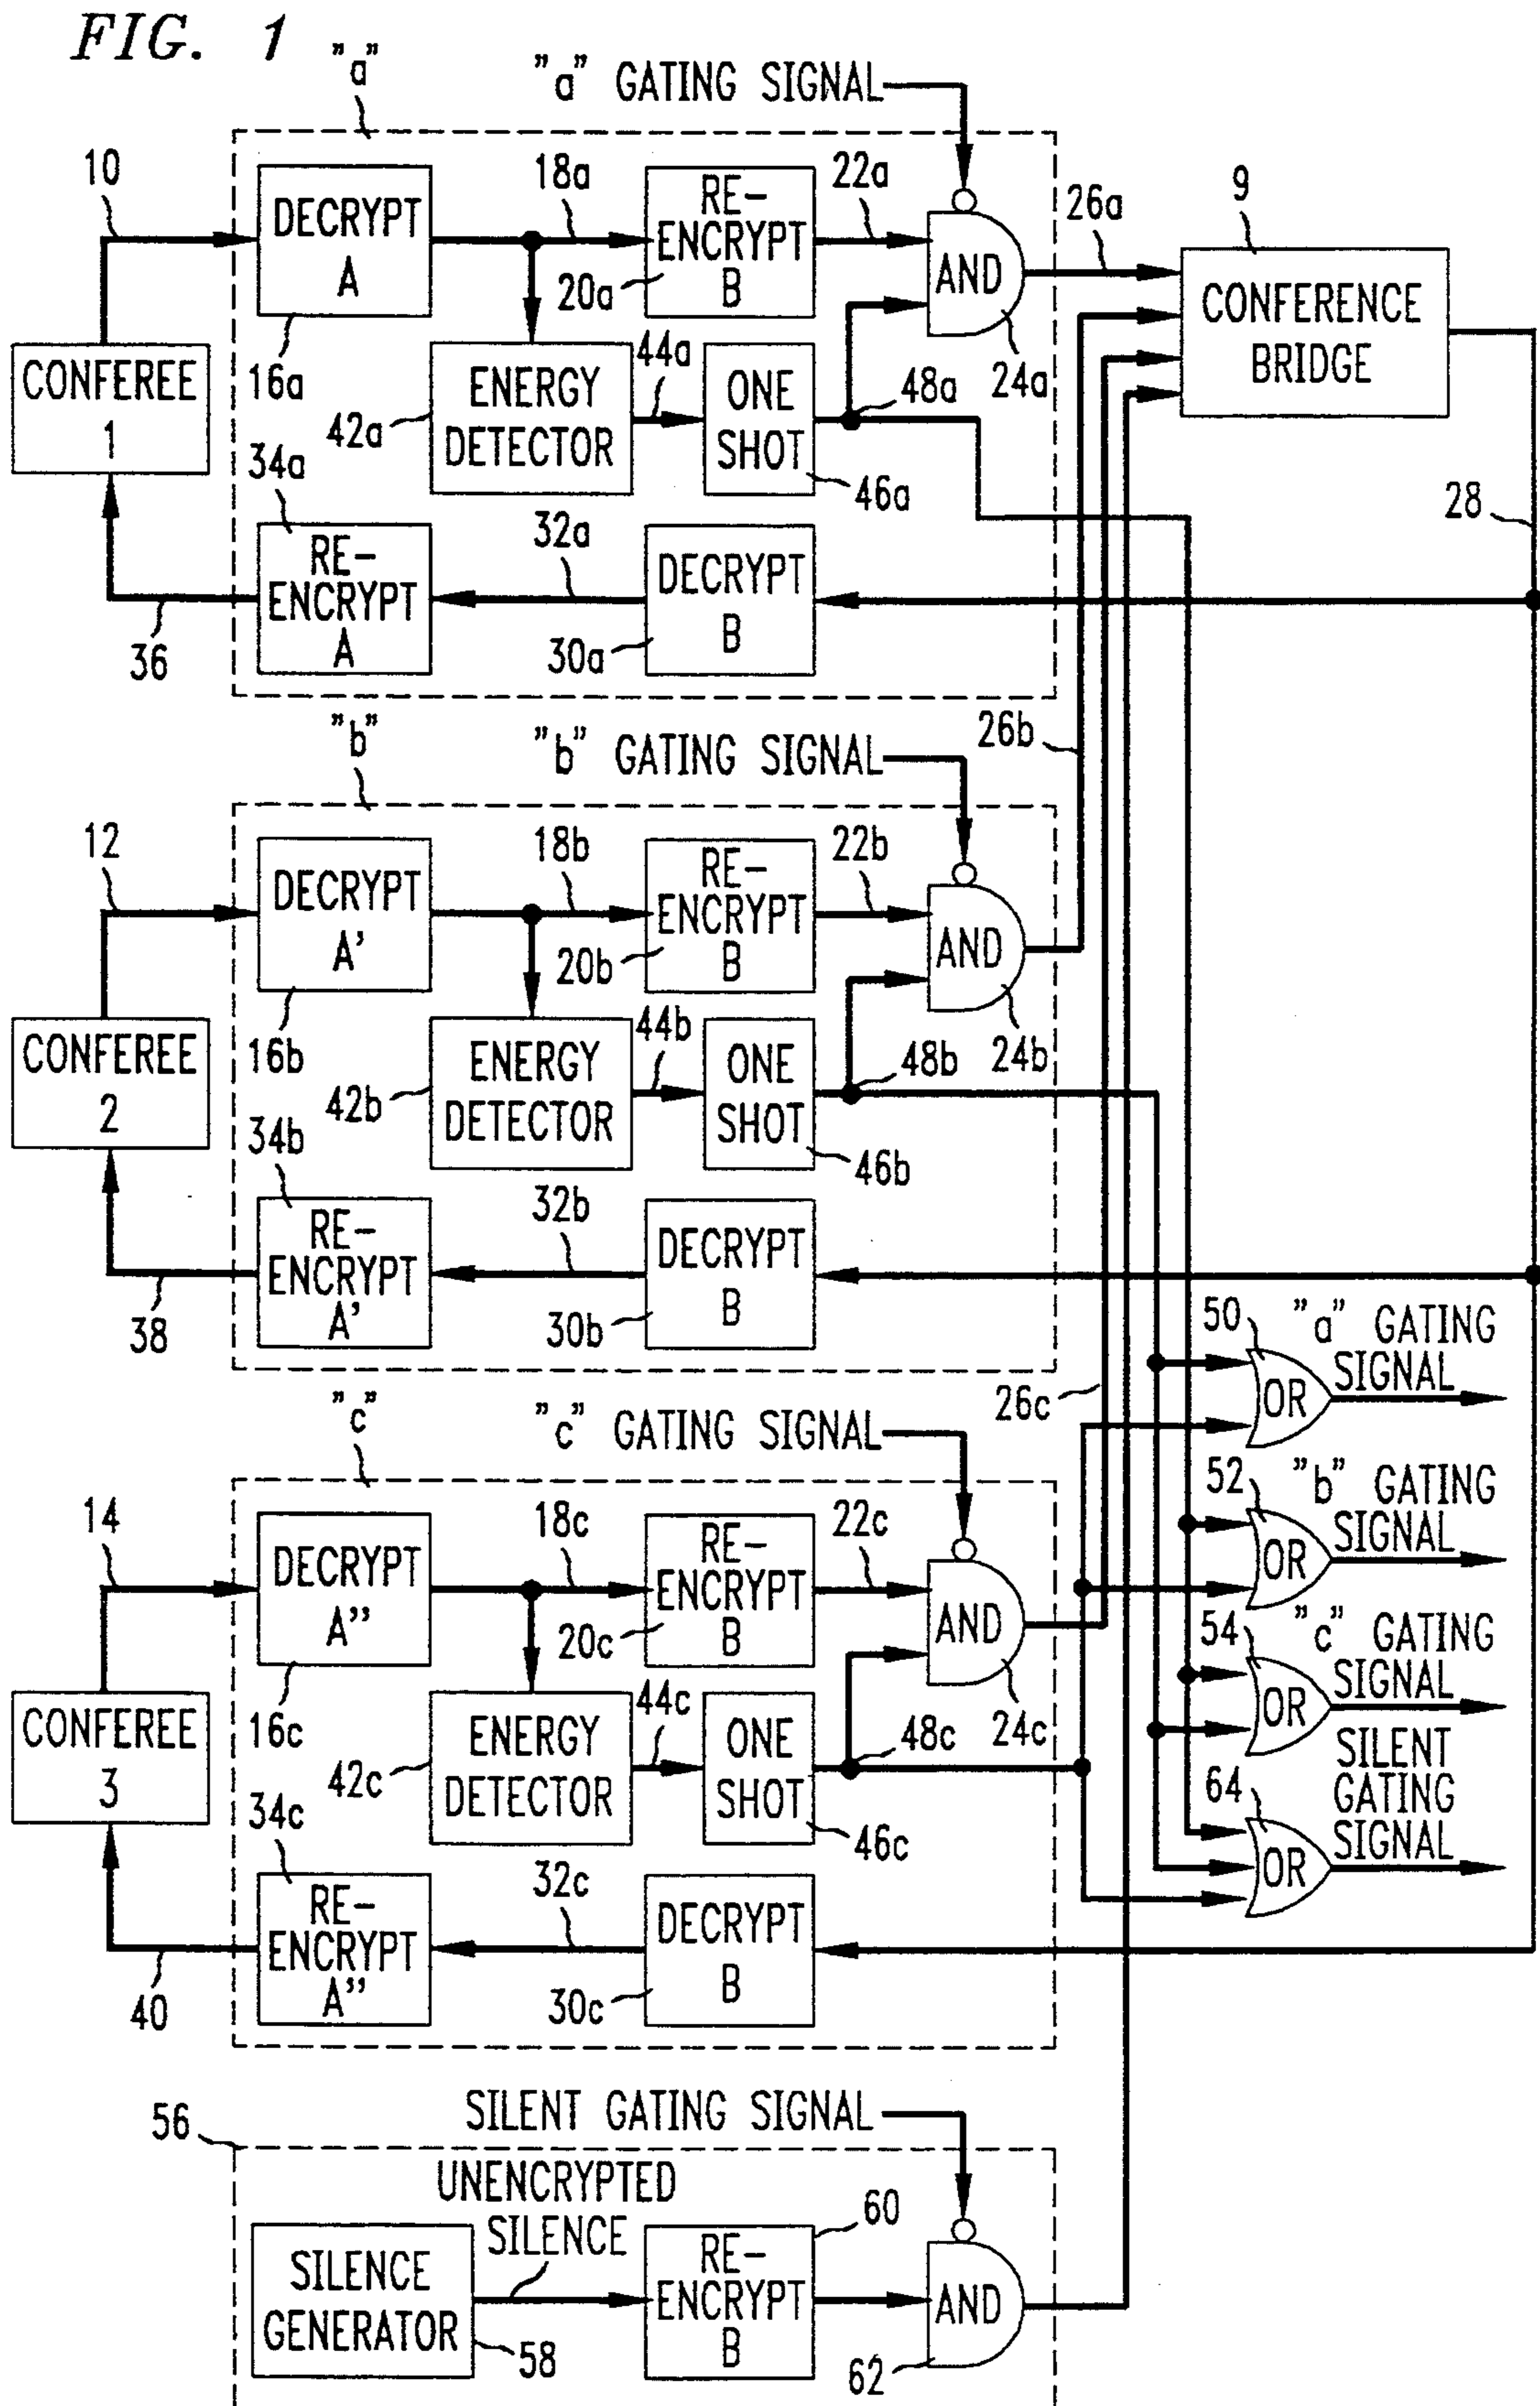 FIG. 1
"a"
"a" GATING SIGNAL
10
DECRYPT
A
18a
RE-
ENCRYPT
B
20a
22a
AND
26a
9
CONFERENCE
BRIDGE
CONFEREE
1
16a
42a
ENERGY
DETECTOR
44a
ONE
SHOT
48a
24a
46a
28
34a
RE-
ENCRYPT
A
32a
DECRYPT
B
30a
36
"b"
"b" GATING SIGNAL
26b
12
DECRYPT
A'
18b
RE-
ENCRYPT
B
20b
22b
AND
CONFEREE
2
16b
42b
ENERGY
DETECTOR
44b
ONE
SHOT
48b
24b
46b
34b
RE-
ENCRYPT
A'
32b
DECRYPT
B
30b
38
50
"a" GATING
SIGNAL
OR
26c
"c"
"c" GATING SIGNAL
52
"b" GATING
SIGNAL
OR
14
DECRYPT
A"
18c
RE-
ENCRYPT
B
20c
22c
AND
54
"c" GATING
SIGNAL
OR
CONFEREE
3
16c
42c
ENERGY
DETECTOR
44c
ONE
SHOT
48c
24c
46c
64
SILENT
GATING
SIGNAL
OR
34c
RE-
ENCRYPT
A"
32c
DECRYPT
B
30c
40
56
SILENT GATING SIGNAL
UNENCRYPTED
SILENCE
SILENCE
GENERATOR
58
60
RE-
ENCRYPT
B
AND
62